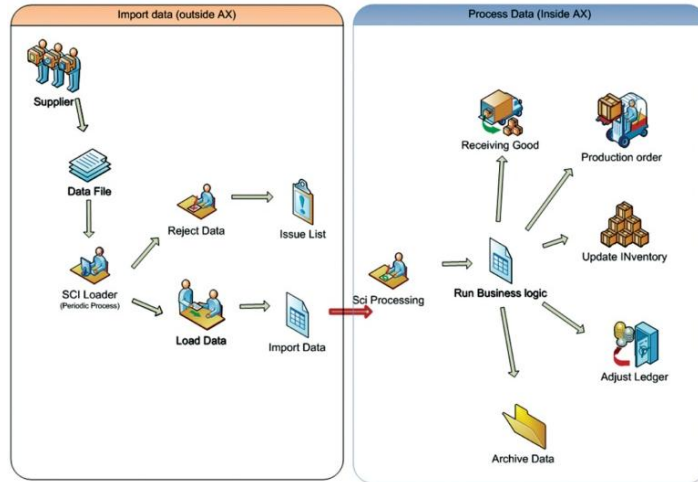 Import data (outside AX)
Supplier
Data File
SCI Loader
(Periodic Process)
Reject Data
Issue List
Load Data
Import Data
Process Data (Inside AX)
Sci Processing
Run Business logic
Receiving Good
Production order
Update INventory
Adjust Ledger
Archive Data